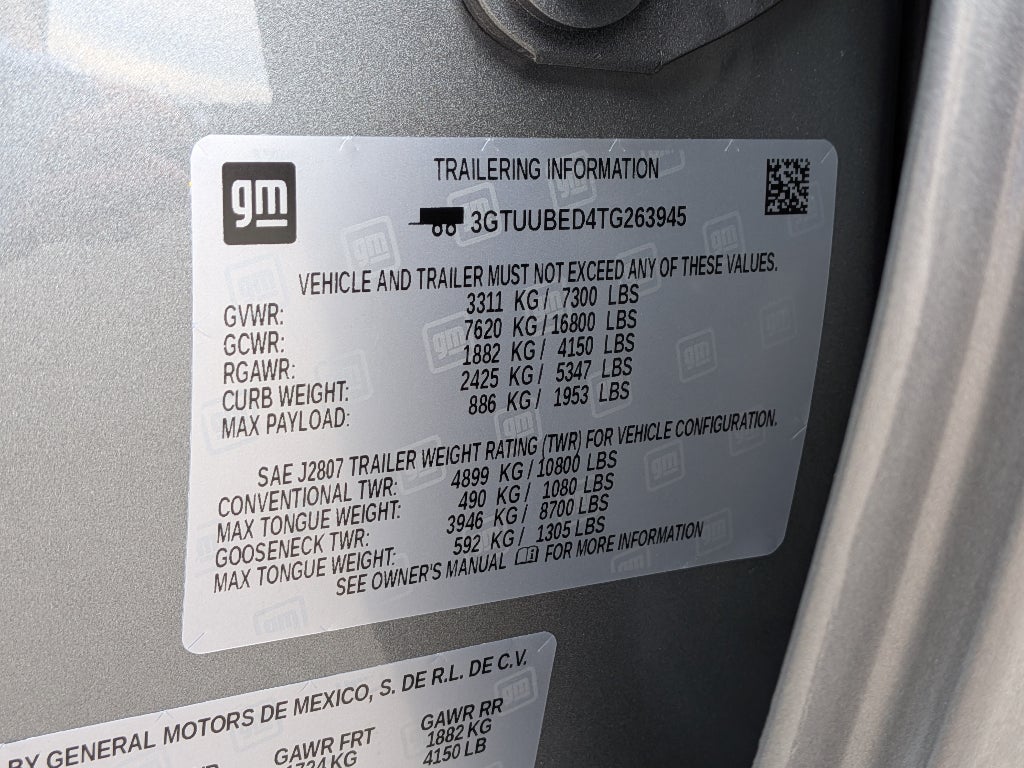 gm
TRAILERING INFORMATION
3GTUUBED4TG263945
VEHICLE AND TRAILER MUST NOT EXCEED ANY OF THESE VALUES.
GVWR: 3311 KG / 7300 LBS
GCWR: 7620 KG / 16800 LBS
RGAWR: 1882 KG / 4150 LBS
CURB WEIGHT: 2425 KG / 5347 LBS
MAX PAYLOAD: 886 KG / 1953 LBS
SAE J2807 TRAILER WEIGHT RATING (TWR) FOR VEHICLE CONFIGURATION.
CONVENTIONAL TWR: 4899 KG / 10800 LBS
MAX TONGUE WEIGHT: 490 KG / 1080 LBS
GOOSENECK TWR: 3946 KG / 8700 LBS
MAX TONGUE WEIGHT: 592 KG / 1305 LBS
SEE OWNER'S MANUAL FOR MORE INFORMATION
BY GENERAL MOTORS DE MEXICO, S. DE R.L. DE C.V.
GAWR FRT GAWR RR
KG 1882 KG
4150 LB